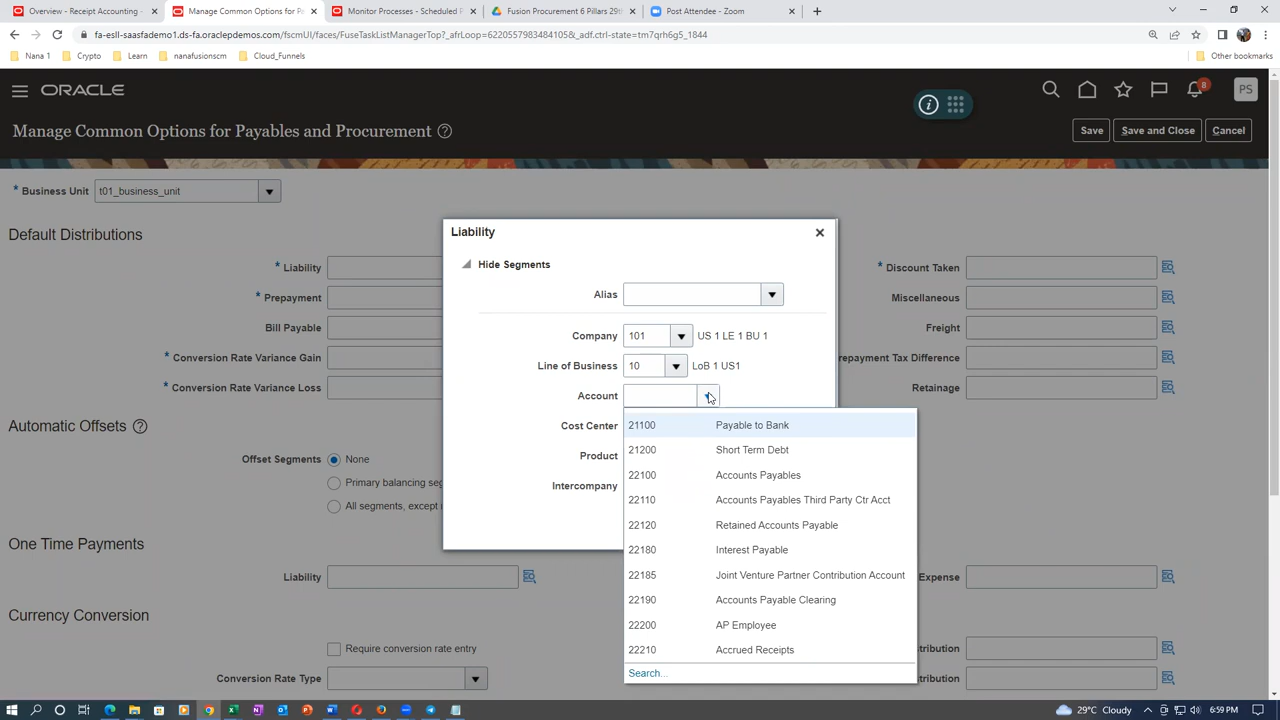 Overview - Receipt Accounting -
Manage Common Options for Pa
Monitor Processes - Scheduled P
Fusion Procurement 6 Pillars 29th
Post Attendee - Zoom
fa-esll-saasfademo1.ds-fa.oraclepdemos.com/fscmUI/faces/FuseTaskListManagerTop?_afrLoop=62205579834841058&_adf.ctrl-state=tm7qrh6g5_1844
Nana 1
Crypto
Learn
nanafusionscm
Cloud_Funnels
Other bookmarks
ORACLE
8
PS
Manage Common Options for Payables and Procurement
Save
Save and Close
Cancel
* Business Unit t01_business_unit
Default Distributions
* Liability
* Prepayment
Bill Payable
* Conversion Rate Variance Gain
* Conversion Rate Variance Loss
* Discount Taken
Miscellaneous
Freight
repayment Tax Difference
Retainage
Automatic Offsets
Offset Segments
None
Primary balancing seg
All segments, except
One Time Payments
Liability
Expense
Currency Conversion
Require conversion rate entry
Conversion Rate Type
tribution
tribution
Liability
Hide Segments
Alias
Company 101 US 1 LE 1 BU 1
Line of Business 10 LoB 1 US1
Account
Cost Center
Product
Intercompany
21100 Payable to Bank
21200 Short Term Debt
22100 Accounts Payables
22110 Accounts Payables Third Party Ctr Acct
22120 Retained Accounts Payable
22180 Interest Payable
22185 Joint Venture Partner Contribution Account
22190 Accounts Payable Clearing
22200 AP Employee
22210 Accrued Receipts
Search...
29°C Cloudy
6:59 PM